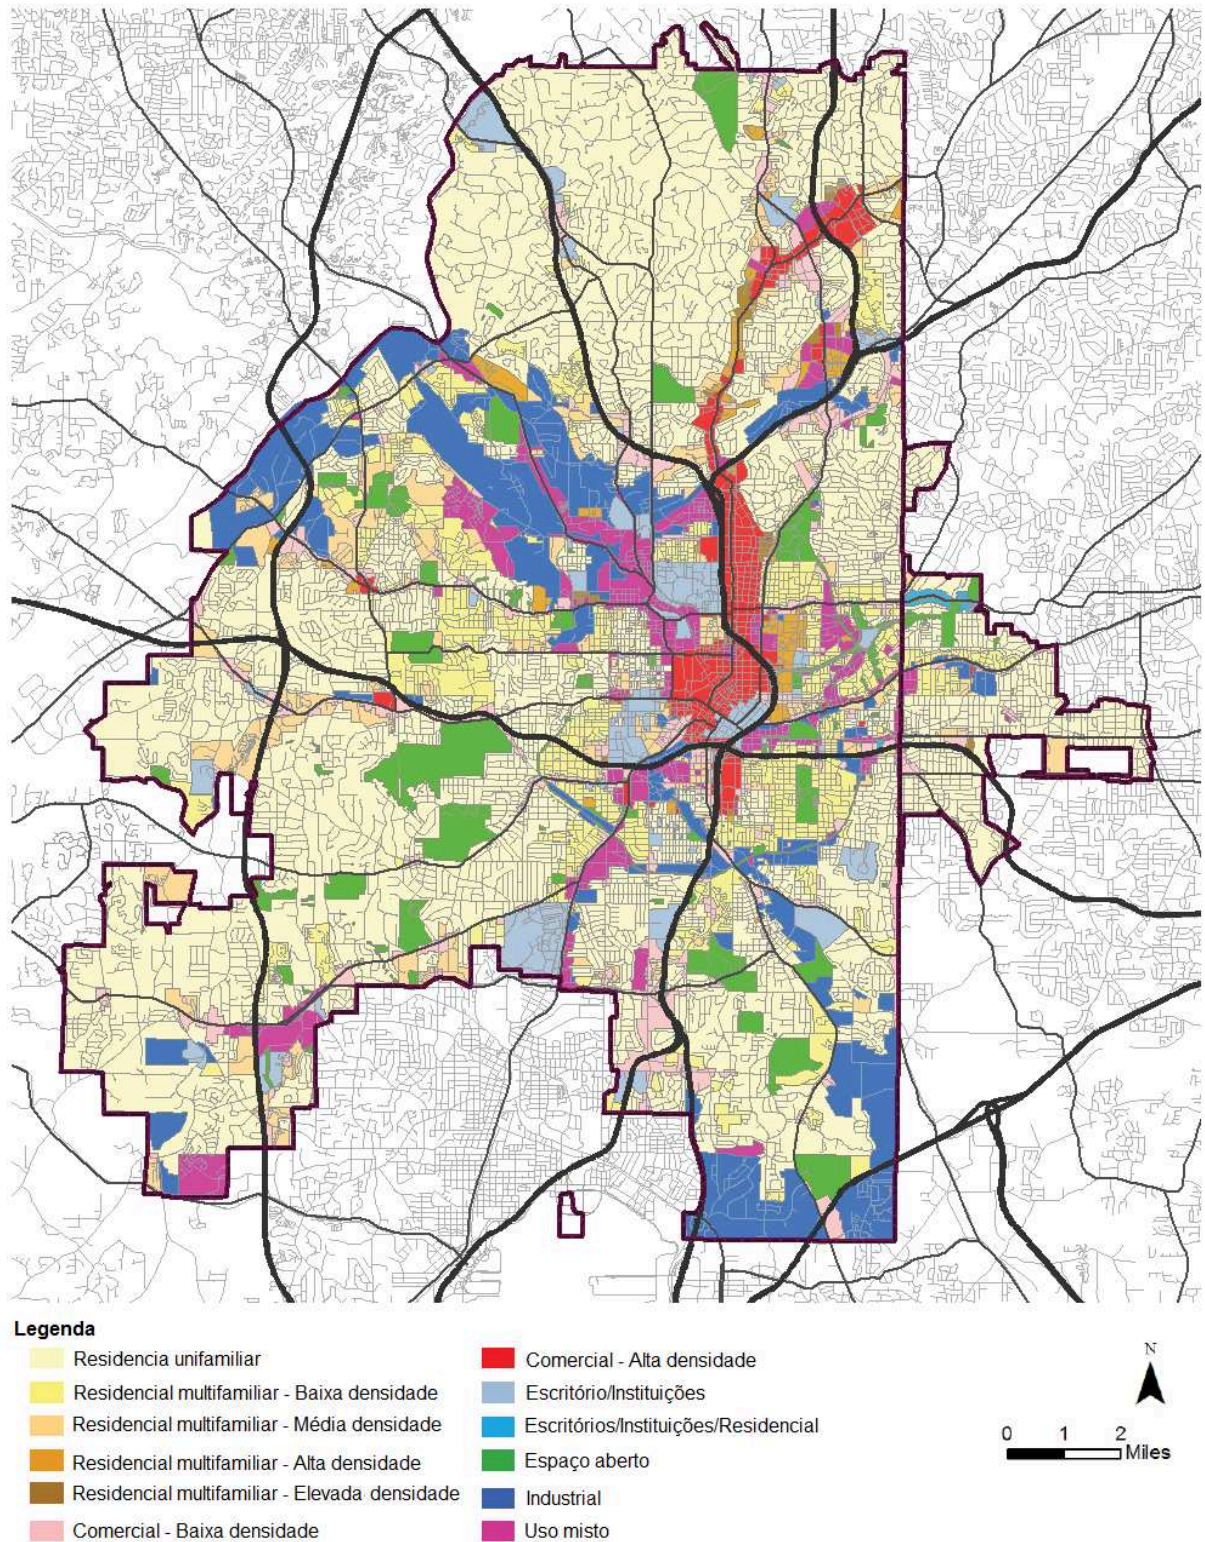 Legenda
Residencia unifamiliar
Residencial multifamiliar - Baixa densidade
Residencial multifamiliar - Média densidade
Residencial multifamiliar - Alta densidade
Residencial multifamiliar - Elevada densidade
Comercial - Baixa densidade
Comercial - Alta densidade
Escritório/Instituições
Escritórios/Instituições/Residencial
Espaço aberto
Industrial
Uso misto
N
0 1 2
Miles